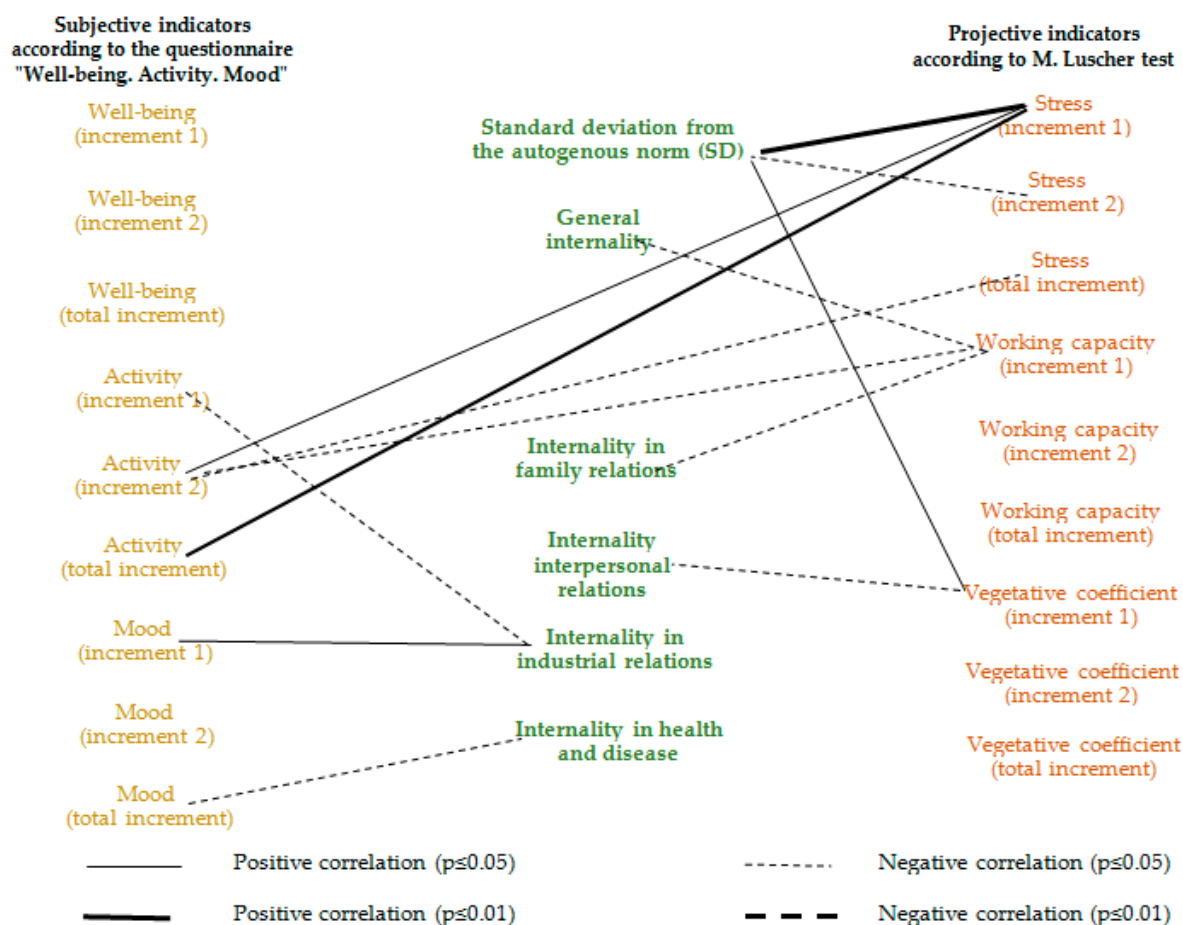 Subjective indicators
according to the questionnaire
"Well-being. Activity. Mood"
Well-being
(increment 1)
Well-being
(increment 2)
Well-being
(total increment)
Activity
(increment 1)
Activity
(increment 2)
Activity
(total increment)
Mood
(increment 1)
Mood
(increment 2)
Mood
(total increment)
Standard deviation from
the autogenous norm (SD)
General
internality
Internality in
family relations
Internality
interpersonal
relations
Internality in
industrial relations
Internality in health
and disease
Projective indicators
according to M. Luscher test
Stress
(increment 1)
Stress
(increment 2)
Stress
(total increment)
Working capacity
(increment 1)
Working capacity
(increment 2)
Working capacity
(total increment)
Vegetative coefficient
(increment 1)
Vegetative coefficient
(increment 2)
Vegetative coefficient
(total increment)
Positive correlation (p≤0.05)
Negative correlation (p≤0.05)
Positive correlation (p≤0.01)
Negative correlation (p≤0.01)